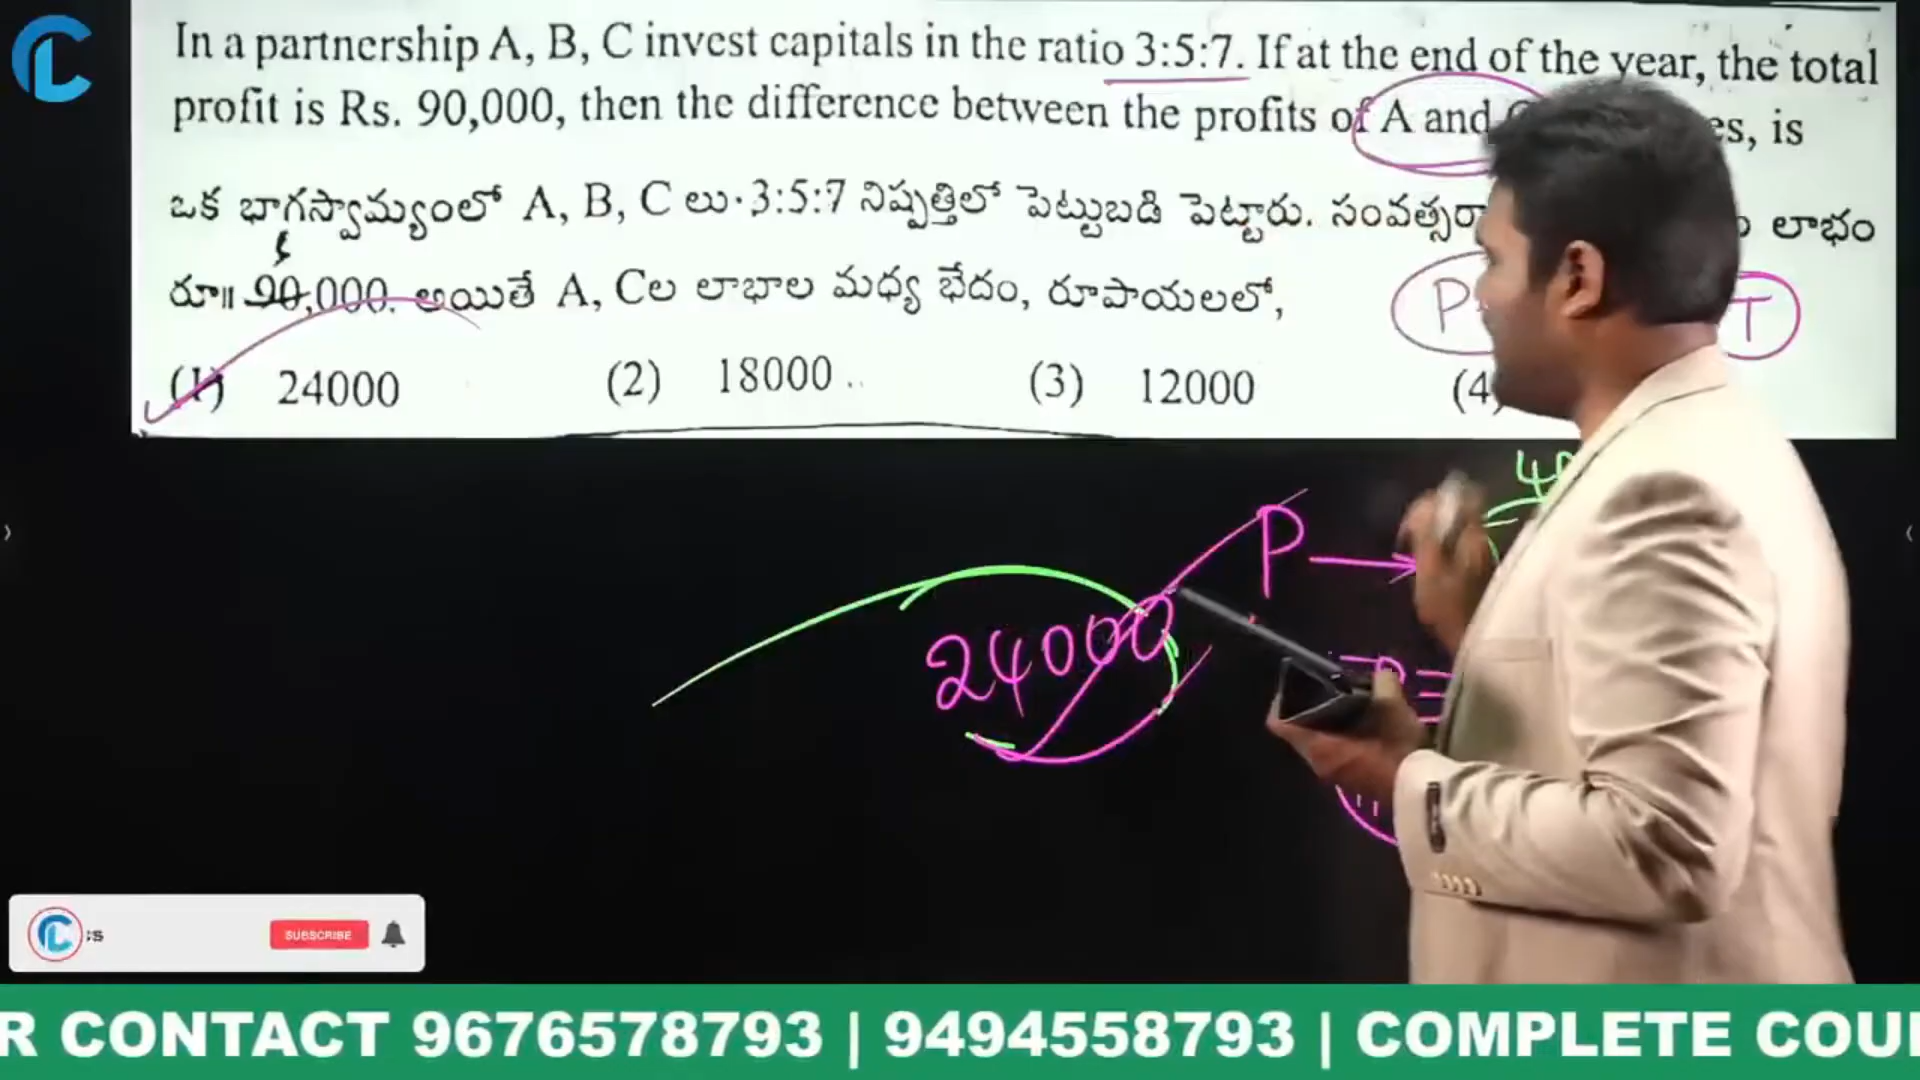 In a partnership A, B, C invest capitals in the ratio 3:5:7. If at the end of the year, the total
profit is Rs. 90,000, then the difference between the profits of A and es, is
ఒక భాగస్వామ్యంలో A, B, C లు 3:5:7 నిష్పత్తిలో పెట్టుబడి పెట్టారు. సంవత్సరా లాభం
రూ॥ 90,000. అయితే A, Cల లాభాల మధ్య భేదం, రూపాయలలో,
P T
(1) 24000 (2) 18000 (3) 12000 (4)
P →
24000
SUBSCRIBE
R CONTACT 9676578793 | 9494558793 | COMPLETE COU